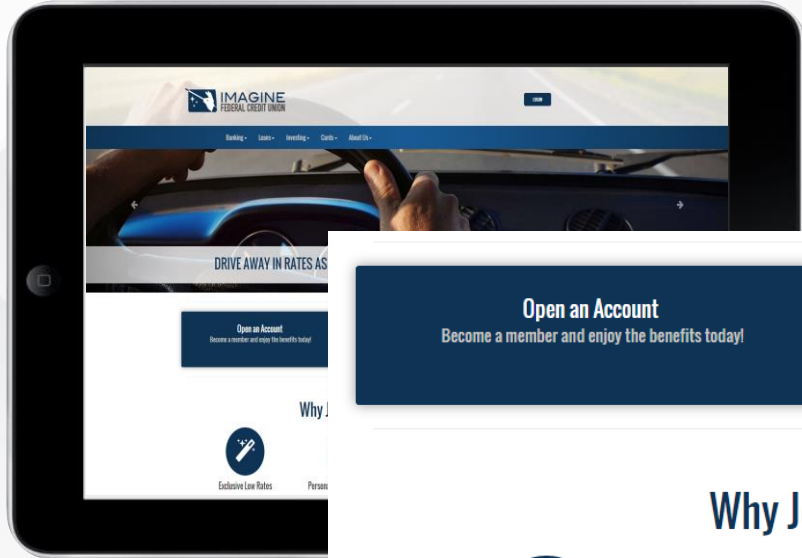 IMAGINE
FEDERAL CREDIT UNION
LOGIN
Banking Loans Investing Cards About Us
DRIVE AWAY IN RATES AS
Open an Account
Become a member and enjoy the benefits today!
Why J
Exclusive Low Rates Person
Open an Account
Become a member and enjoy the benefits today!
Why J